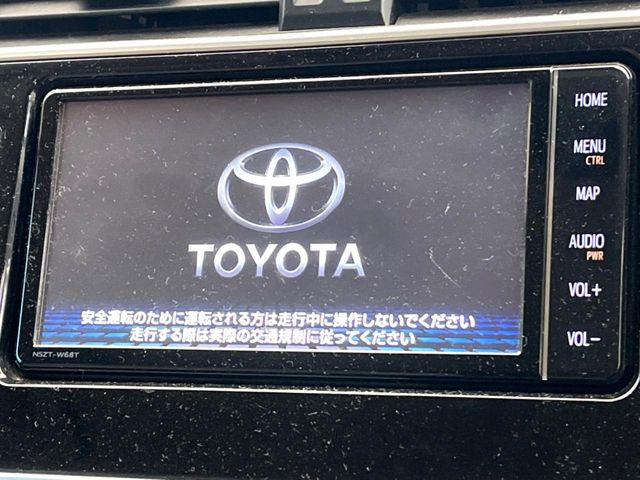 HOME
MENU
CTRL
MAP
AUDIO
PWR
VOL+
VOL−
TOYOTA
安全運転のために運転される方は走行中に操作しないでください
走行する際は実際の交通規制に従ってください
NSZT-W68T